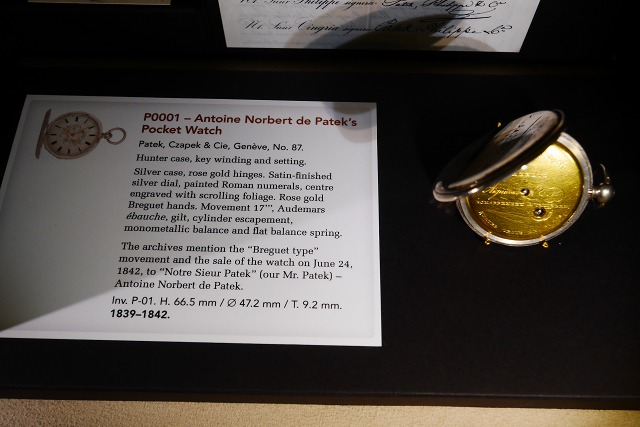 P0001 – Antoine Norbert de Patek's
Pocket Watch
Patek, Czapek & Cie, Genève, No. 87.
Hunter case, key winding and setting.
Silver case, rose gold hinges. Satin-finished
silver dial, painted Roman numerals, centre
engraved with scrolling foliage. Rose gold
Breguet hands. Movement 17''', Audemars
ébauche, gilt, cylinder escapement,
monometallic balance and flat balance spring.
The archives mention the “Breguet type”
movement and the sale of the watch on June 24,
1842, to “Notre Sieur Patek” (our Mr. Patek) –
Antoine Norbert de Patek.
Inv. P-01. H. 66.5 mm / Ø 47.2 mm / T. 9.2 mm.
1839–1842.